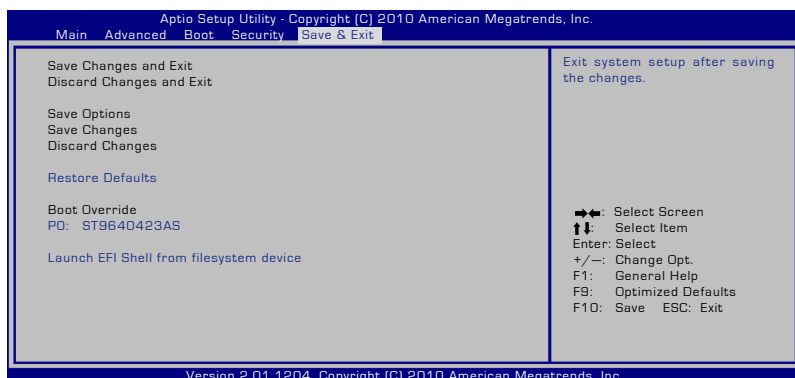 Aptio Setup Utility - Copyright (C) 2010 American Megatrends, Inc.
Main Advanced Boot Security Save & Exit
Save Changes and Exit
Discard Changes and Exit
Save Options
Save Changes
Discard Changes
Restore Defaults
Boot Override
P0: ST9640423AS
Launch EFI Shell from filesystem device
Exit system setup after saving
the changes.
→←: Select Screen
↑↓: Select Item
Enter: Select
+/—: Change Opt.
F1: General Help
F9: Optimized Defaults
F10: Save ESC: Exit
Version 2.01.1204. Copyright (C) 2010 American Megatrends, Inc.